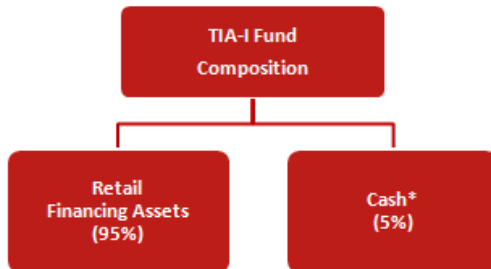 TIA-I Fund
Composition
Retail
Financing Assets
(95%)
Cash*
(5%)